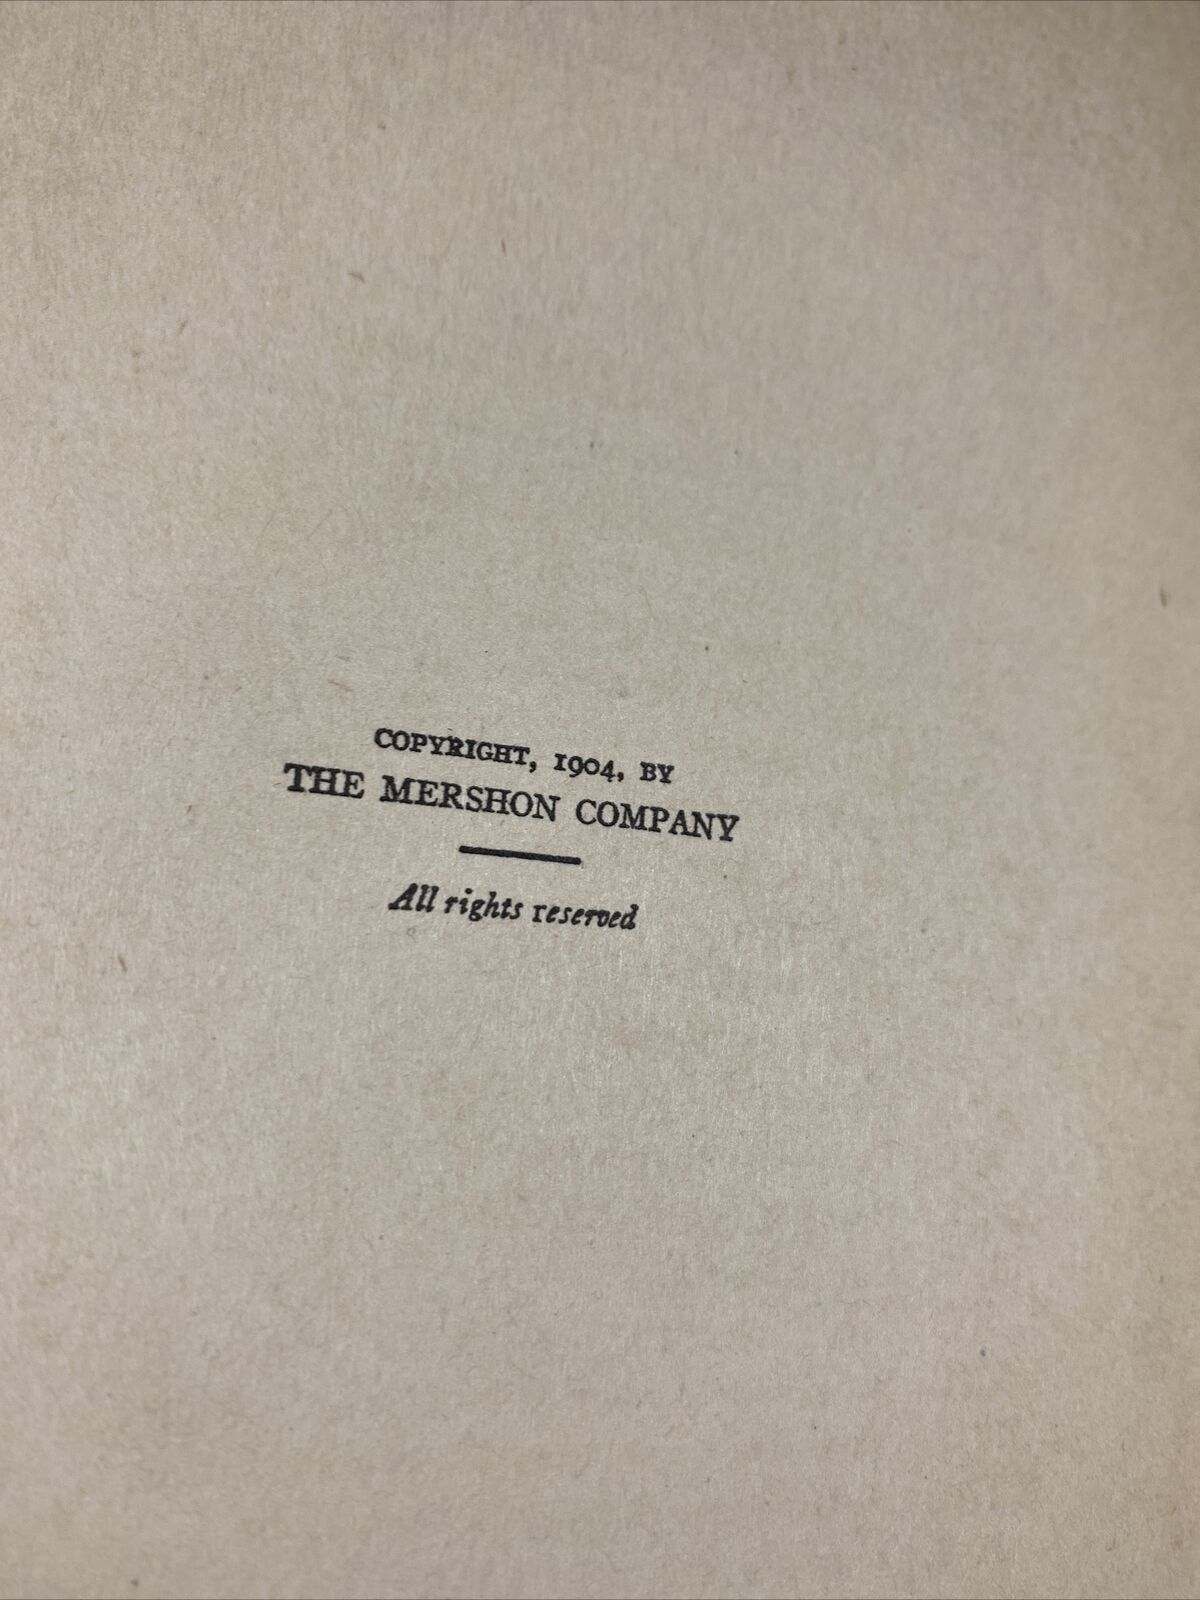 COPYRIGHT, 1904, BY
THE MERSHON COMPANY
All rights reserved